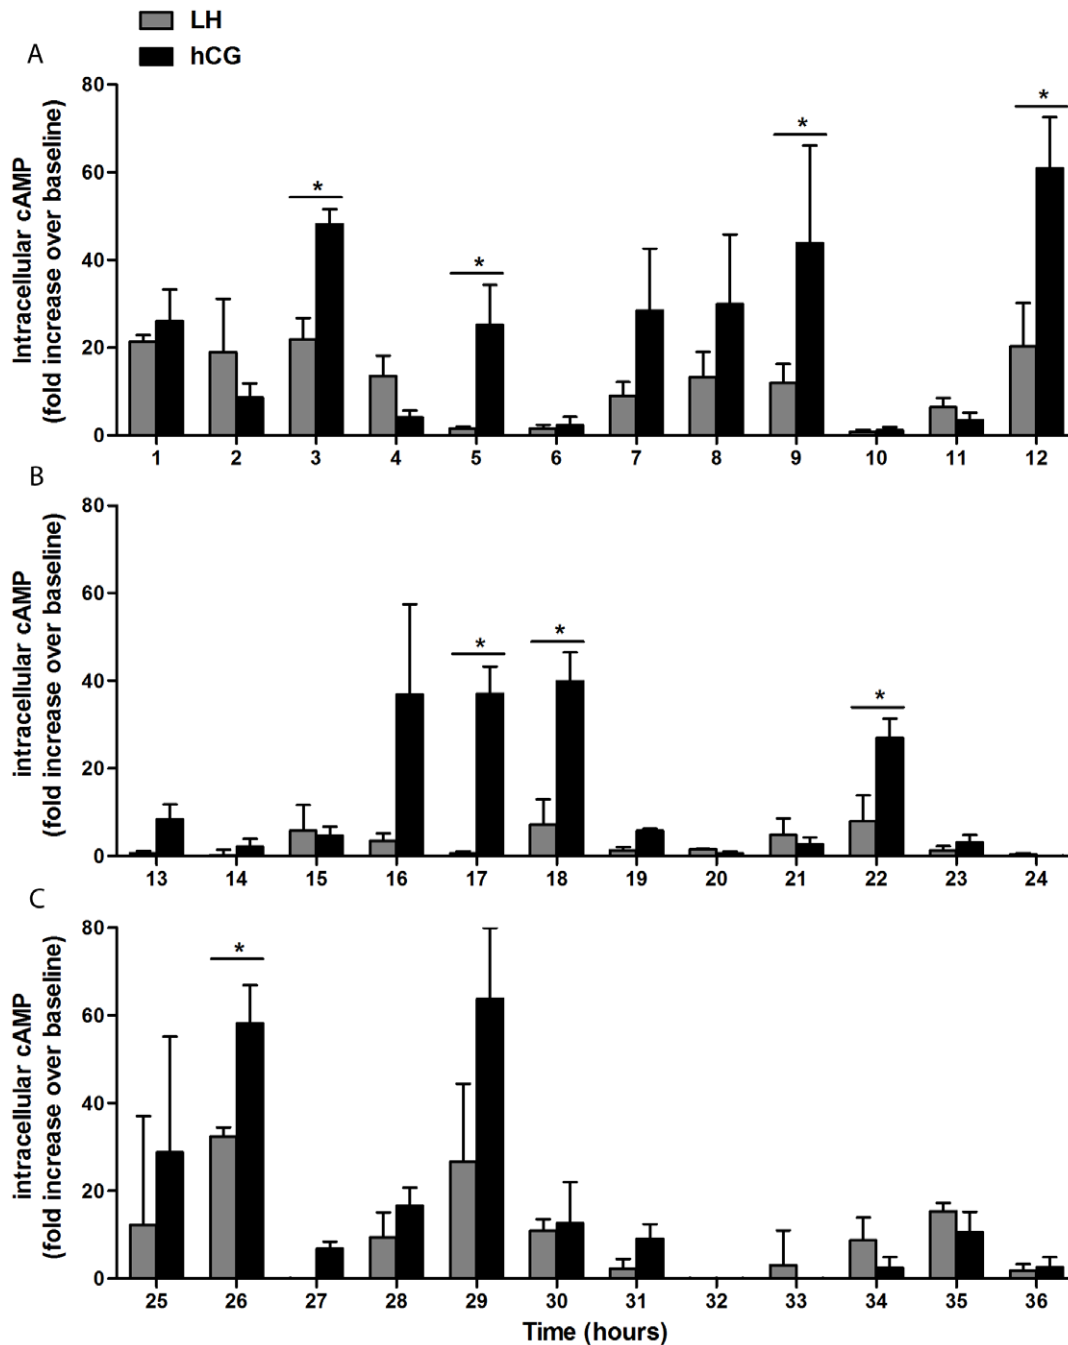 LH
hCG
A
Intracellular cAMP
(fold increase over baseline)
80
60
40
20
0
* * * *
1 2 3 4 5 6 7 8 9 10 11 12
B
intracellular cAMP
(fold increase over baseline)
80
60
40
20
0
* * *
13 14 15 16 17 18 19 20 21 22 23 24
C
intracellular cAMP
(fold increase over baseline)
80
60
40
20
0
*
25 26 27 28 29 30 31 32 33 34 35 36
Time (hours)